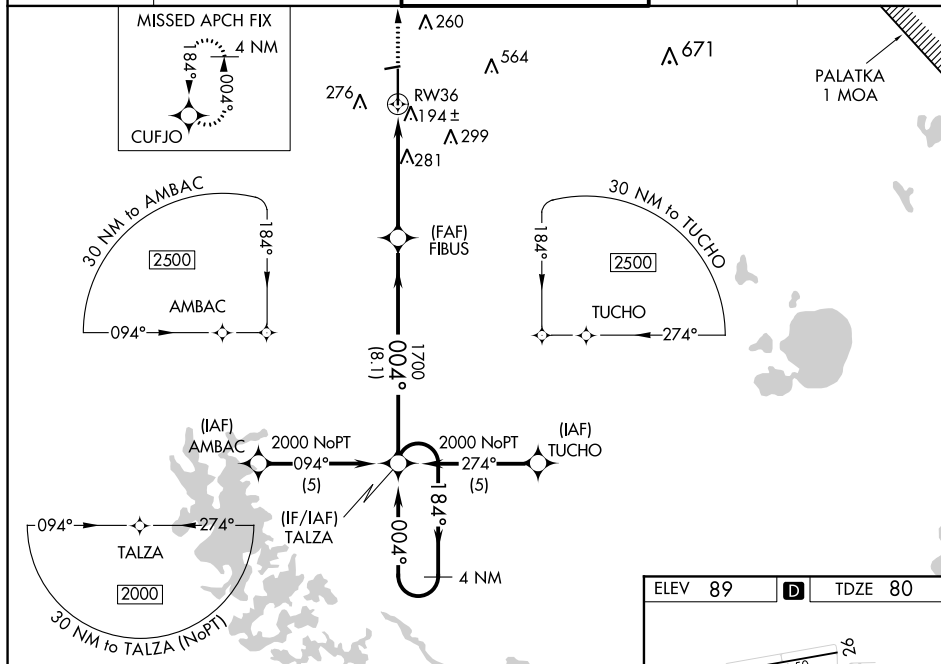 MISSED APCH FIX
4 NM
184°
004°
CUFJO
260
564
671
276
RW36
194 ±
299
281
PALATKA
1 MOA
30 NM to AMBAC
184°
2500
AMBAC
094°
(FAF)
FIBUS
30 NM to TUCHO
184°
2500
TUCHO
274°
1700
004°
(8.1)
(IAF)
AMBAC
2000 NoPT
094°
(5)
2000 NoPT
274°
(5)
(IAF)
TUCHO
(IF/IAF)
TALZA
184°
004°
4 NM
094°
274°
TALZA
2000
30 NM to TALZA (NoPT)
ELEV 89
D
TDZE 80
26